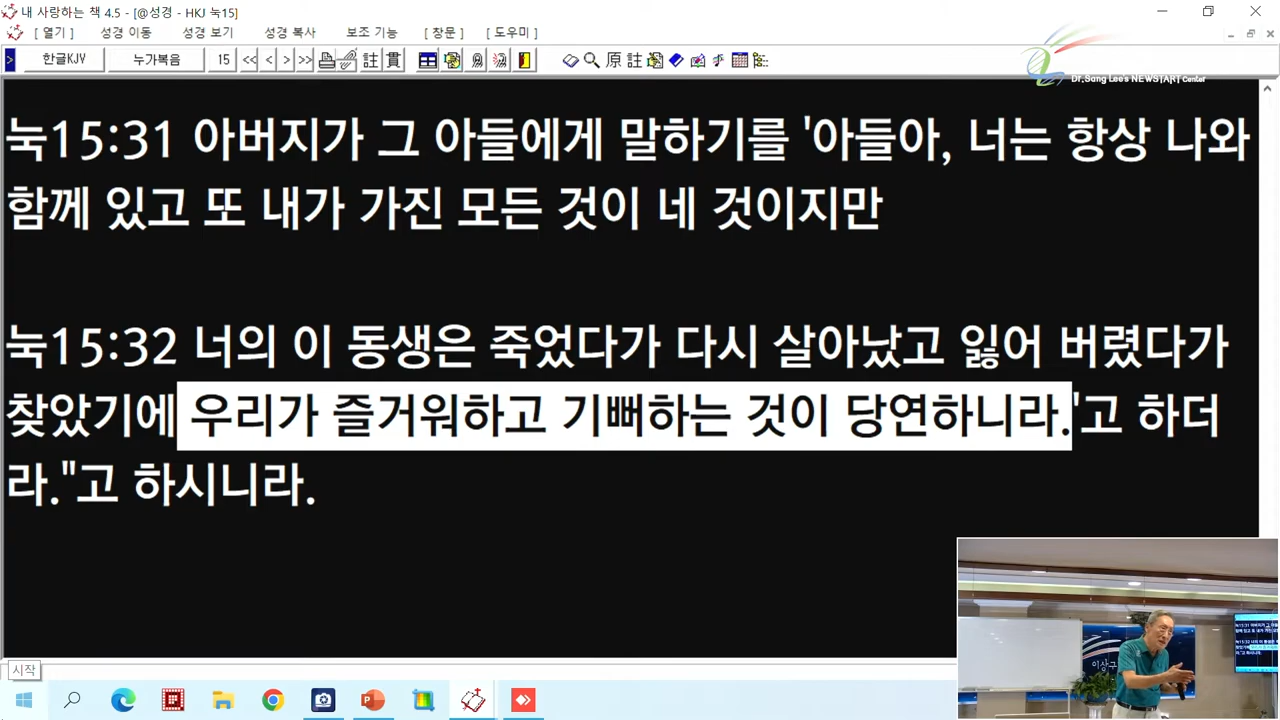 내 사랑하는 책 4.5 - [@성경 - HKJ 눅15]
[ 열기 ] 성경 이동 성경 보기 성경 복사 보조 기능 [ 창문 ] [ 도우미 ]
한글KJV 누가복음 15 << < > >> 註 貫 原 註
Dr.Sang Lee's NEWSTART Center
눅15:31 아버지가 그 아들에게 말하기를 '아들아, 너는 항상 나와
함께 있고 또 내가 가진 모든 것이 네 것이지만
눅15:32 너의 이 동생은 죽었다가 다시 살아났고 잃어 버렸다가
찾았기에 우리가 즐거워하고 기뻐하는 것이 당연하니라.'고 하더
라."고 하시니라.
시작
이상구